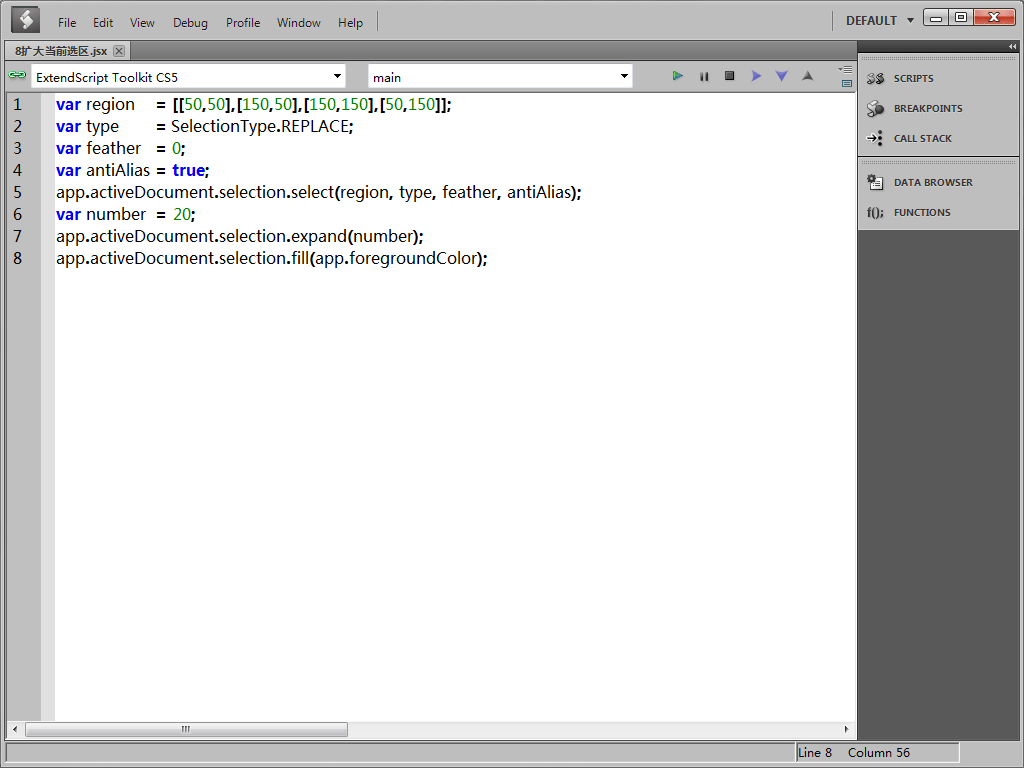 File Edit View Debug Profile Window Help DEFAULT
8扩大当前选区.jsx
ExtendScript Toolkit CS5 main
1 var region = [[50,50],[150,50],[150,150],[50,150]];
2 var type = SelectionType.REPLACE;
3 var feather = 0;
4 var antiAlias = true;
5 app.activeDocument.selection.select(region, type, feather, antiAlias);
6 var number = 20;
7 app.activeDocument.selection.expand(number);
8 app.activeDocument.selection.fill(app.foregroundColor);
SCRIPTS
BREAKPOINTS
CALL STACK
DATA BROWSER
f(); FUNCTIONS
Line 8 Column 56